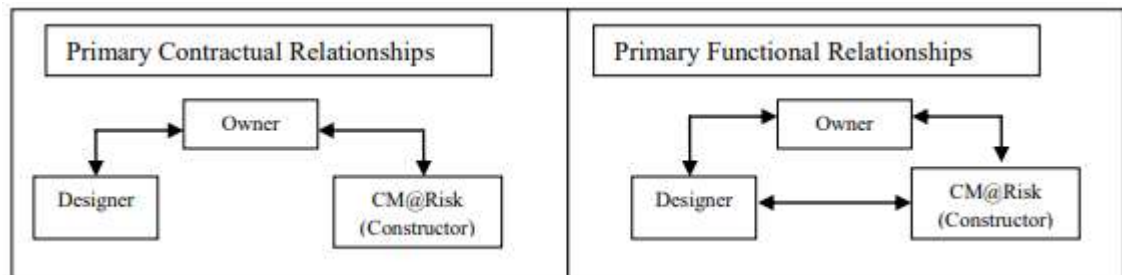 Primary Contractual Relationships
Owner
Designer
CM@Risk
(Constructor)
Primary Functional Relationships
Owner
Designer
CM@Risk
(Constructor)